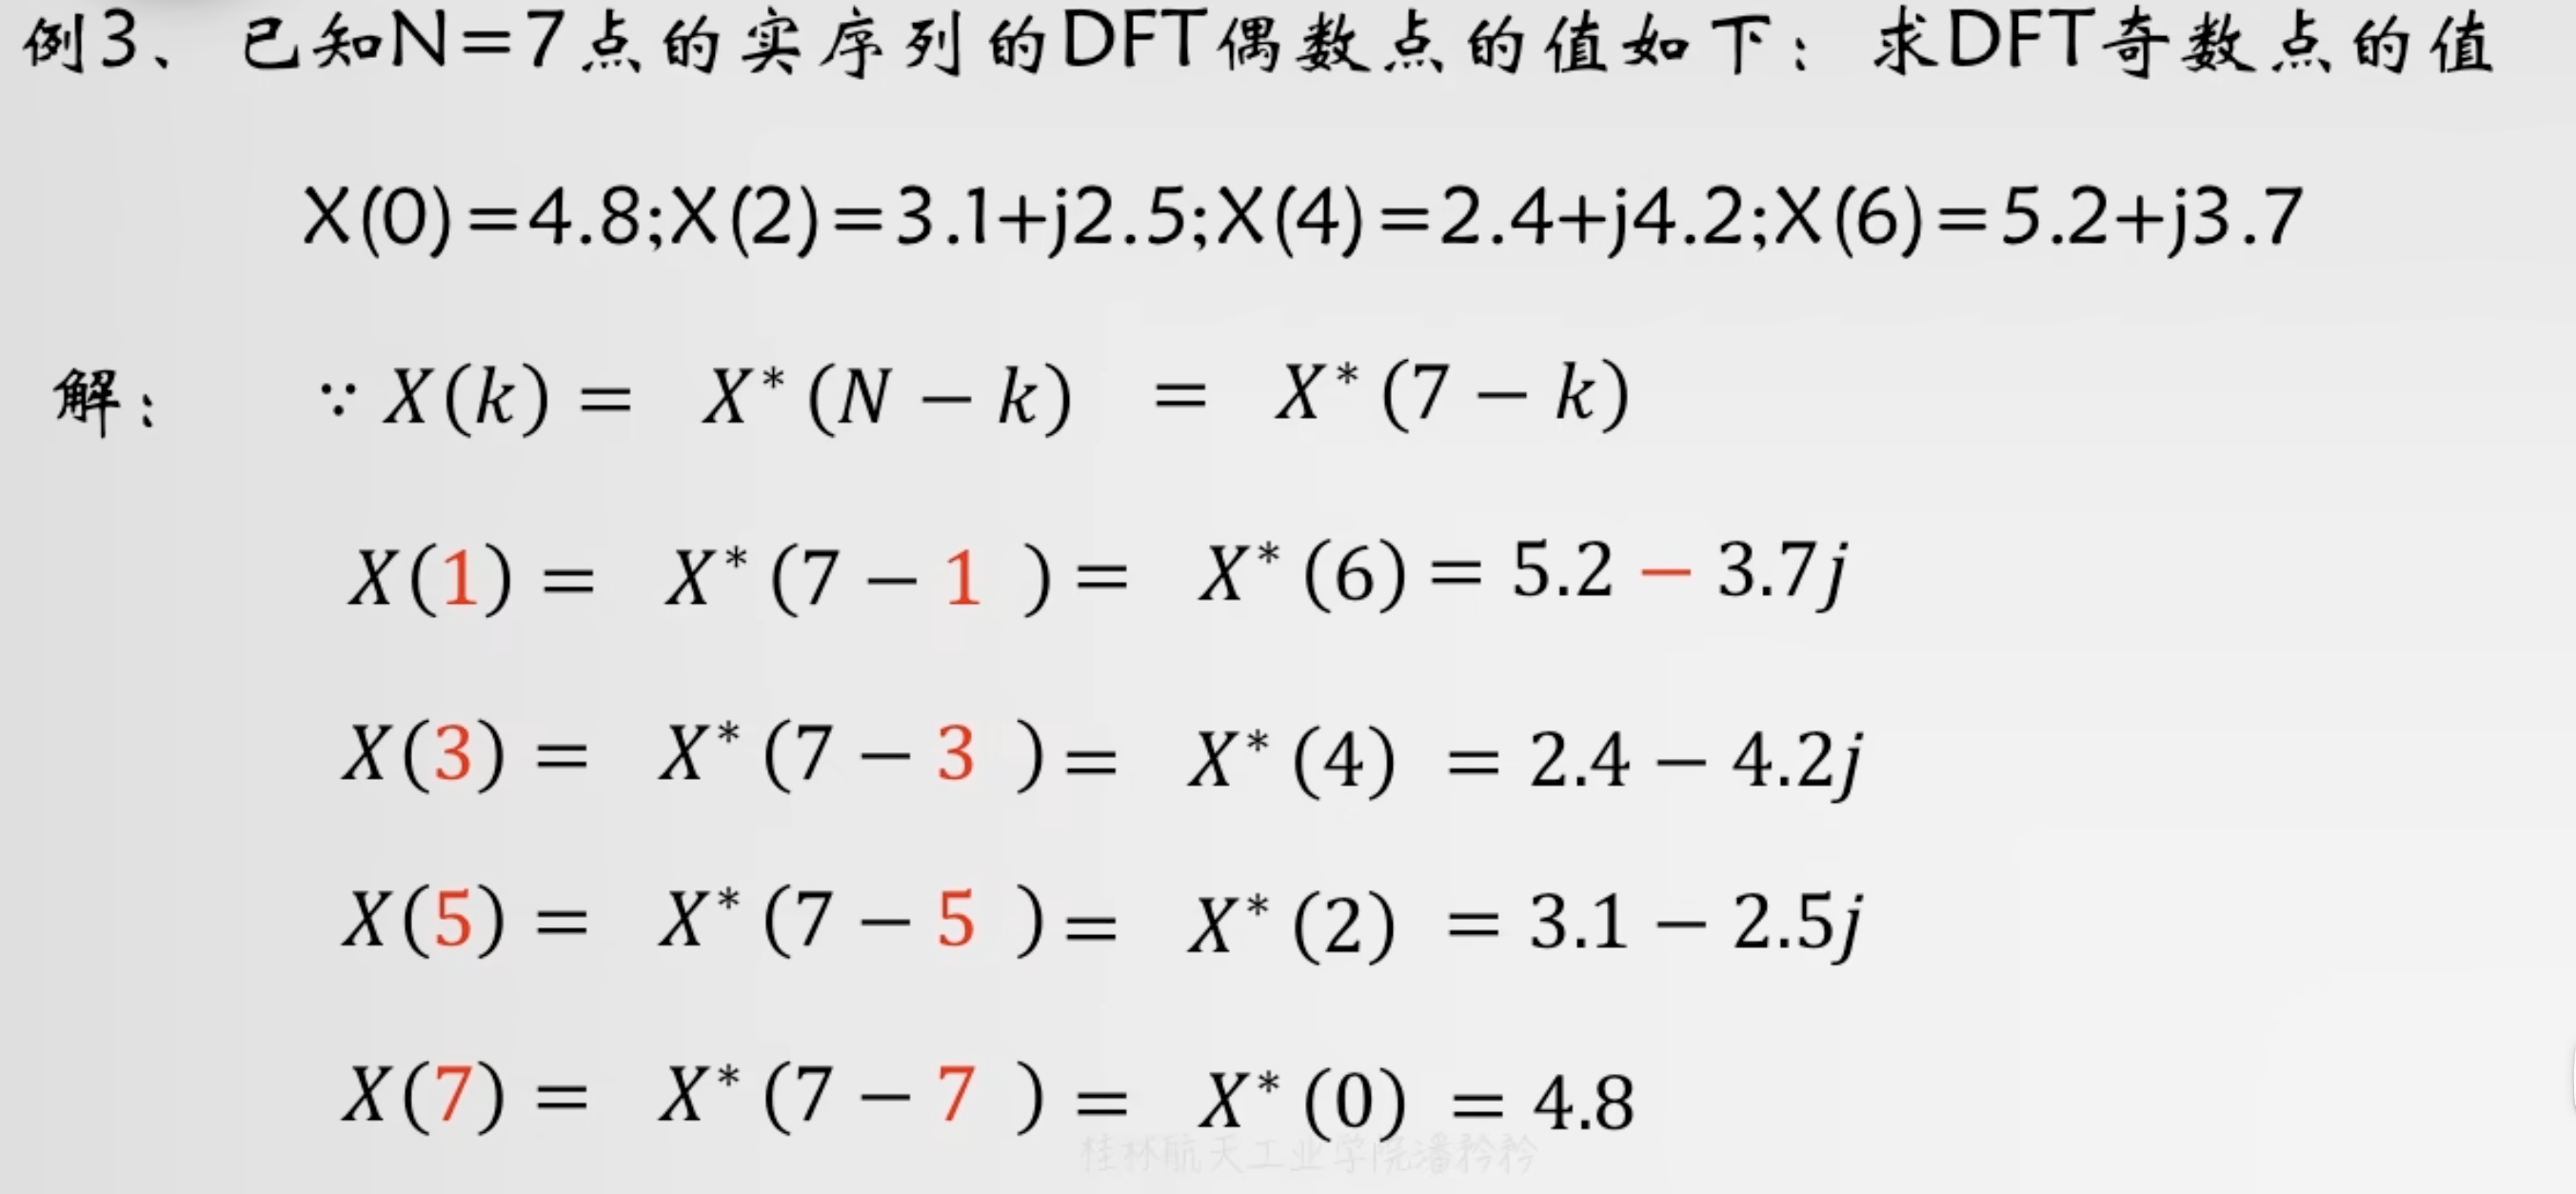 例3、已知N=7点的实序列的DFT偶数点的值如下：求DFT奇数点的值
X(0)=4.8;X(2)=3.1+j2.5;X(4)=2.4+j4.2;X(6)=5.2+j3.7
解： ∵ X(k) = X*(N − k) = X*(7 − k)
X(1) = X*(7 − 1 ) = X*(6) = 5.2 − 3.7j
X(3) = X*(7 − 3 ) = X*(4) = 2.4 − 4.2j
X(5) = X*(7 − 5 ) = X*(2) = 3.1 − 2.5j
X(7) = X*(7 − 7 ) = X*(0) = 4.8
桂林航天工业学院潘矜矜